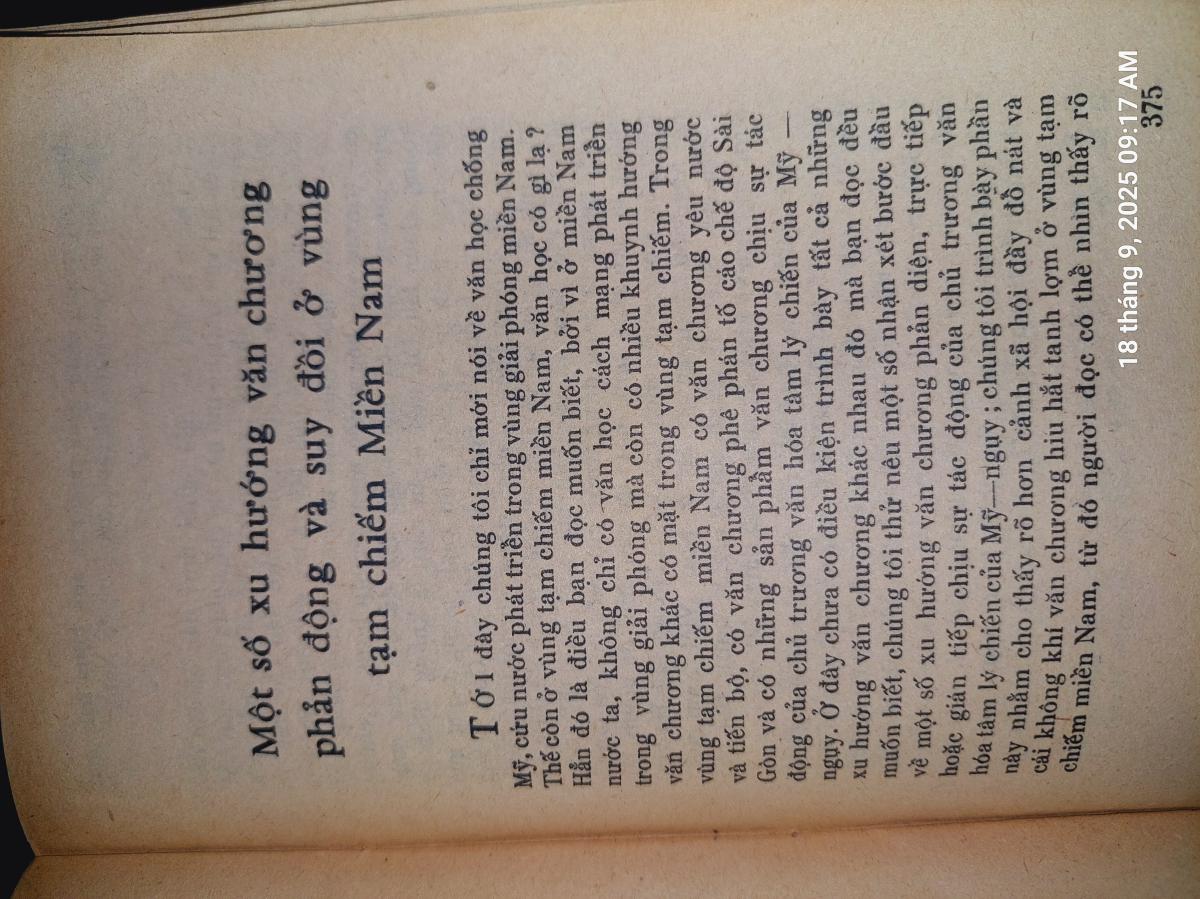 Một số xu hướng văn chương
phản động và suy đồi ở vùng
tạm chiếm Miền Nam
TỚI đây chúng tôi chỉ mới nói về văn học chống
Mỹ, cứu nước phát triển trong vùng giải phóng miền Nam.
Thế còn ở vùng tạm chiếm miền Nam, văn học có gì lạ ?
Hẳn đó là điều bạn đọc muốn biết, bởi vì ở miền Nam
nước ta, không chỉ có văn học cách mạng phát triển
trong vùng giải phóng mà còn có nhiều khuynh hướng
văn chương khác có mặt trong vùng tạm chiếm. Trong
vùng tạm chiếm miền Nam có văn chương yêu nước
và tiến bộ, có văn chương phê phán tố cáo chế độ Sài
Gòn và có những sản phẩm văn chương chịu sự tác
động của chủ trương văn hóa tâm lý chiến của Mỹ —
ngụy. Ở đây chưa có điều kiện trình bày tất cả những
xu hướng văn chương khác nhau đó mà bạn đọc đều
muốn biết, chúng tôi thử nêu một số nhận xét bước đầu
về một số xu hướng văn chương phản diện, trực tiếp
hoặc gián tiếp chịu sự tác động của chủ trương văn
hóa tâm lý chiến của Mỹ—ngụy ; chúng tôi trình bày phần
này nhằm cho thấy rõ hơn cảnh xã hội đầy đổ nát và
cái không khí văn chương hiu hắt tanh lợm ở vùng tạm
chiếm miền Nam, từ đó người đọc có thể nhìn thấy rõ
375
18 tháng 9, 2025 09:17 AM